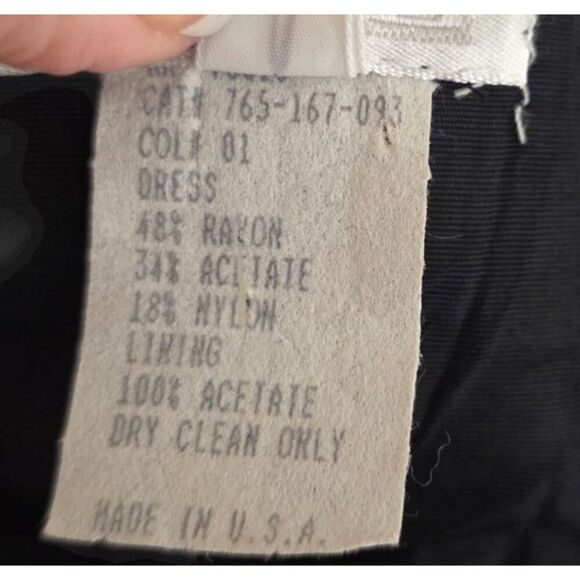 CAT# 765-167-093
COL# 01
DRESS
48% RAYON
34% ACETATE
18% NYLON
LINING
100% ACETATE
DRY CLEAN ONLY
MADE IN U.S.A.